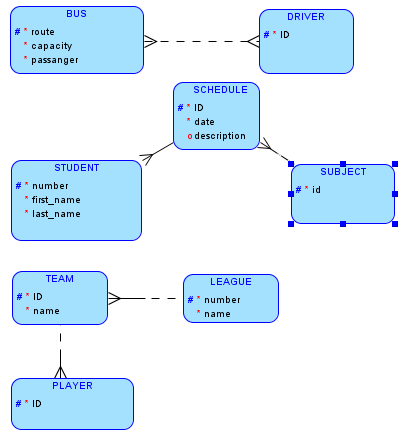 BUS
# * route
* capacity
* passanger
DRIVER
# * ID
SCHEDULE
# * ID
* date
o description
STUDENT
# * number
* first_name
* last_name
SUBJECT
# * id
TEAM
# * ID
* name
LEAGUE
# * number
* name
PLAYER
# * ID